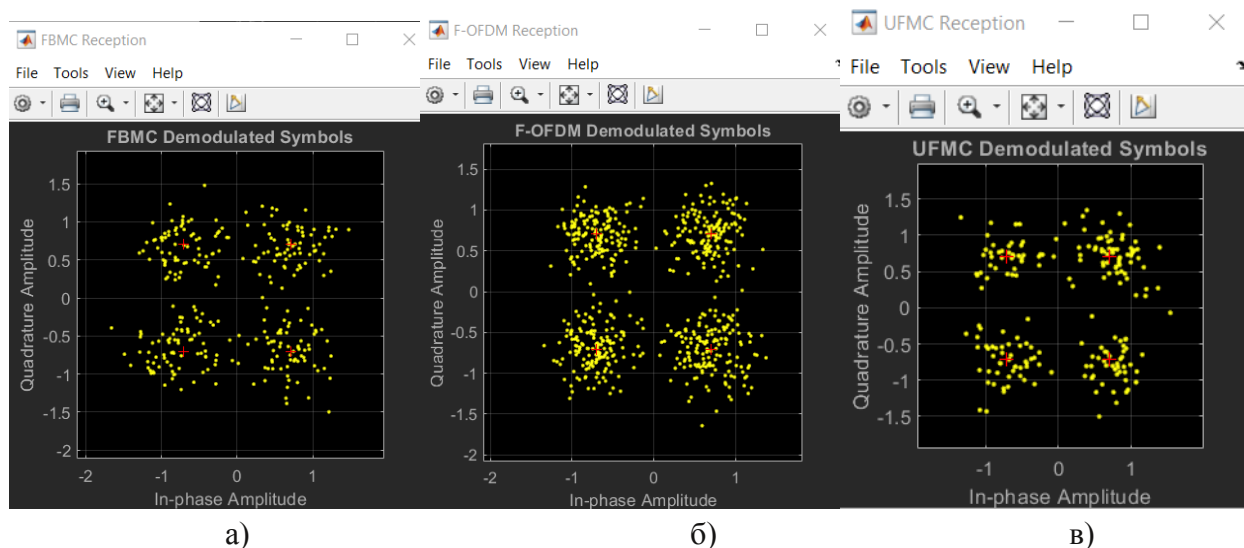 FBMC Reception
File Tools View Help
FBMC Demodulated Symbols
Quadrature Amplitude
1.5
1
0.5
0
-0.5
-1
-1.5
-2
-2 -1 0 1
In-phase Amplitude
а)
F-OFDM Reception
File Tools View Help
F-OFDM Demodulated Symbols
Quadrature Amplitude
1.5
1
0.5
0
-0.5
-1
-1.5
-2
-2 -1 0 1
In-phase Amplitude
б)
UFMC Reception
File Tools View Help
UFMC Demodulated Symbols
Quadrature Amplitude
1.5
1
0.5
0
-0.5
-1
-1.5
-1 0 1
In-phase Amplitude
в)